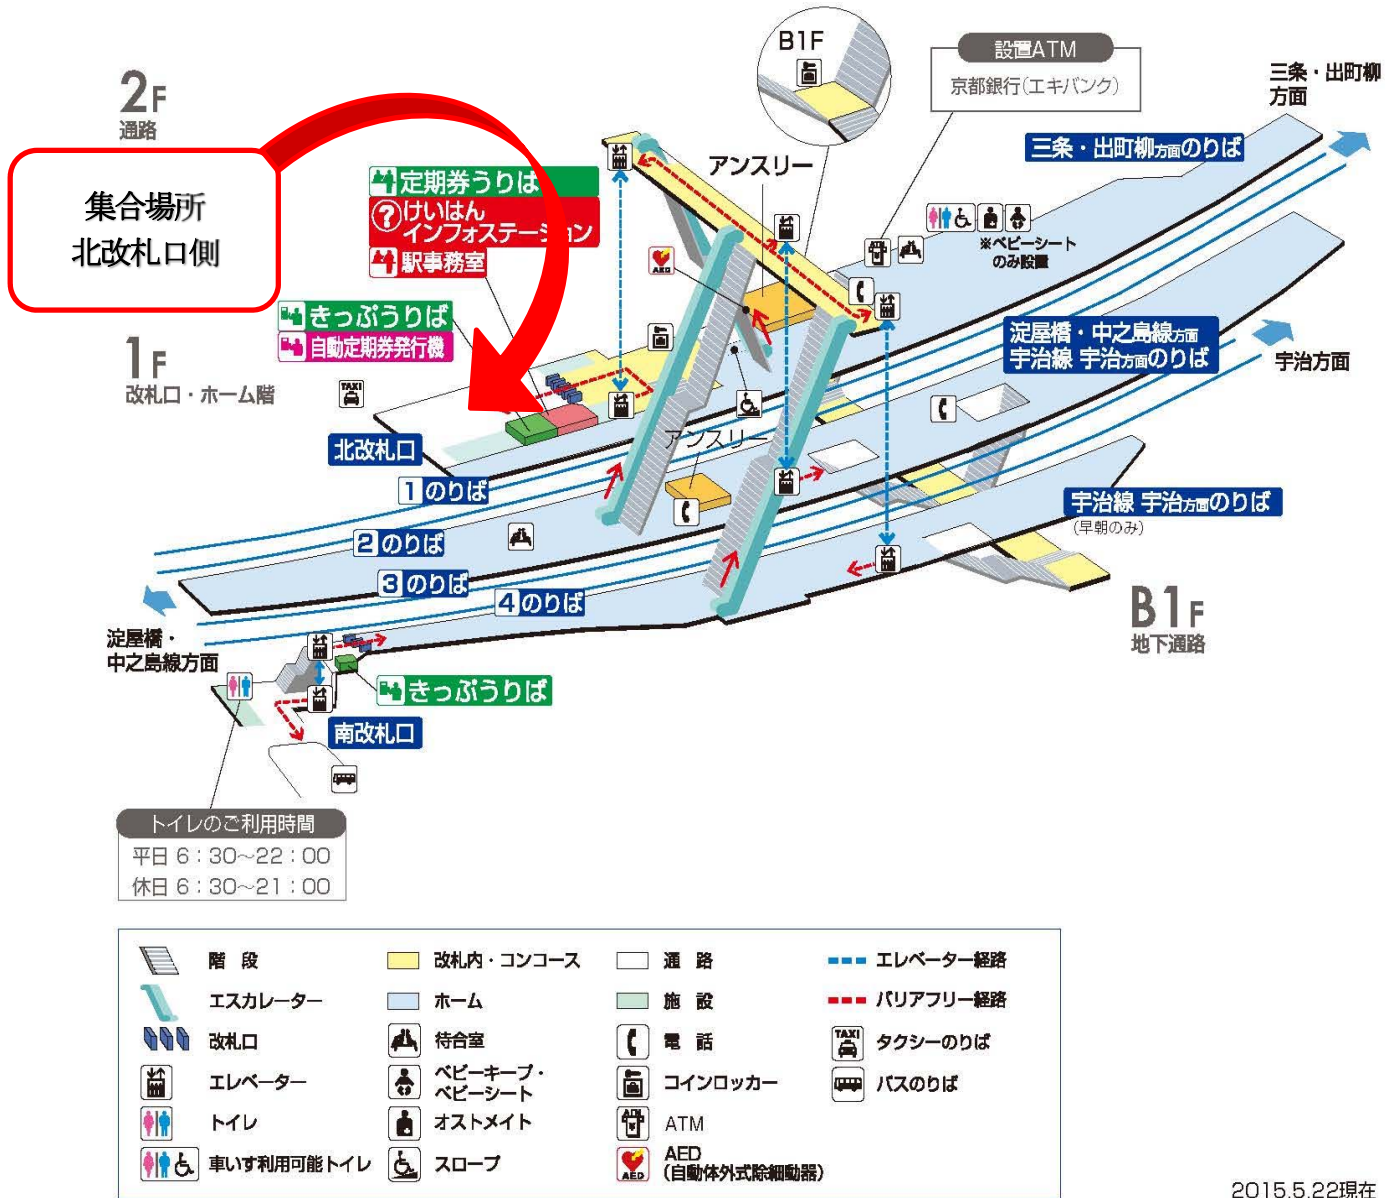 2F
通路
集合場所
北改札口側
定期券うりば
?けいはん
インフォステーション
駅事務室
きっぷうりば
自動定期券発行機
1F
改札口・ホーム階
TAXI
北改札口
1のりば
2のりば
3のりば
4のりば
B1F
設置ATM
京都銀行(エキバンク)
三条・出町柳
方面
三条・出町柳方面のりば
アンスリー
AED
※ベビーシート
のみ設置
淀屋橋・中之島線方面
宇治線 宇治方面のりば
宇治方面
アンスリー
宇治線 宇治方面のりば
(早朝のみ)
B1F
地下通路
淀屋橋・
中之島線方面
きっぷうりば
南改札口
トイレのご利用時間
平日 6:30~22:00
休日 6:30~21:00
階 段
改札内・コンコース
通 路
エレベーター経路
エスカレーター
ホーム
施 設
バリアフリー経路
改札口
待合室
電 話
TAXI
タクシーのりば
エレベーター
ベビーキープ・
ベビーシート
コインロッカー
バスのりば
トイレ
オストメイト
ATM
車いす利用可能トイレ
スロープ
AED
AED
(自動体外式除細動器)
2015.5.22現在